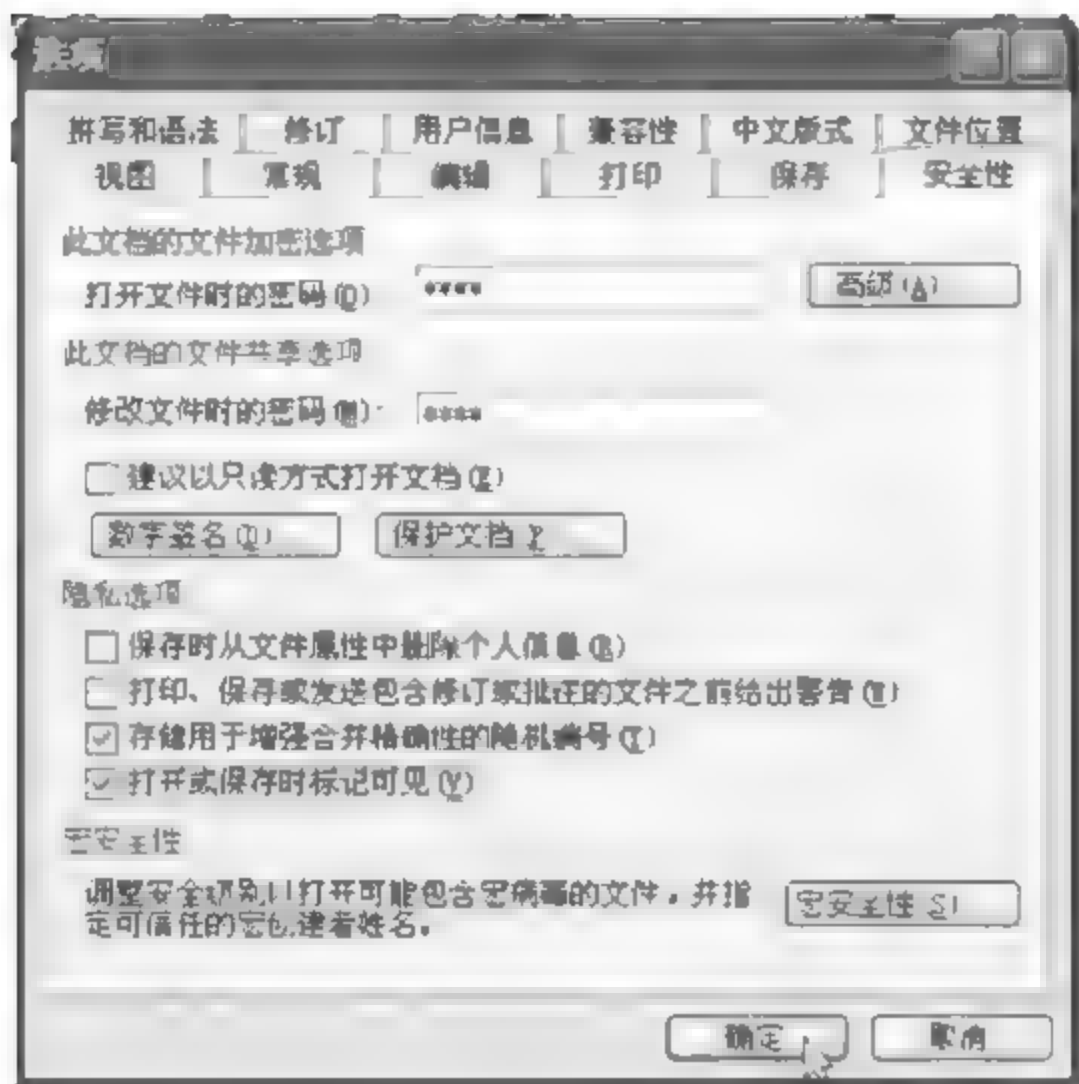 选项
拼写和语法 修订 用户信息 兼容性 中文版式 文件位置
视图 常规 编辑 打印 保存 安全性
此文档的文件加密选项
打开文件时的密码(O) **** 高级(A)
此文档的文件共享选项
修改文件时的密码(M): ****
建议以只读方式打开文档(E)
数字签名(D) 保护文档 P
隐私选项
保存时从文件属性中删除个人信息(R)
打印、保存或发送包含修订或批注的文件之前给出警告(W)
存储用于增强合并精确性的随机编号(T)
打开或保存时标记可见(V)
宏安全性
调整安全级别以打开可能包含宏病毒的文件，并指 宏安全性(S)
定可信任的宏创建者姓名。
确定 取消